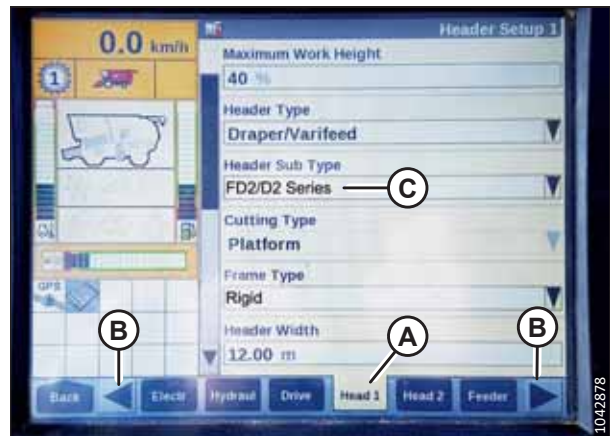 0.0 km/h
Header Setup 1
1
Maximum Work Height
40 %
Header Type
Draper/Varifeed
Header Sub Type
FD2/D2 Series
C
Cutting Type
Platform
Frame Type
Rigid
GPS
Header Width
12.00 m
B
A
B
Back
Electr
Hydraul
Drive
Head 1
Head 2
Feeder
1042878